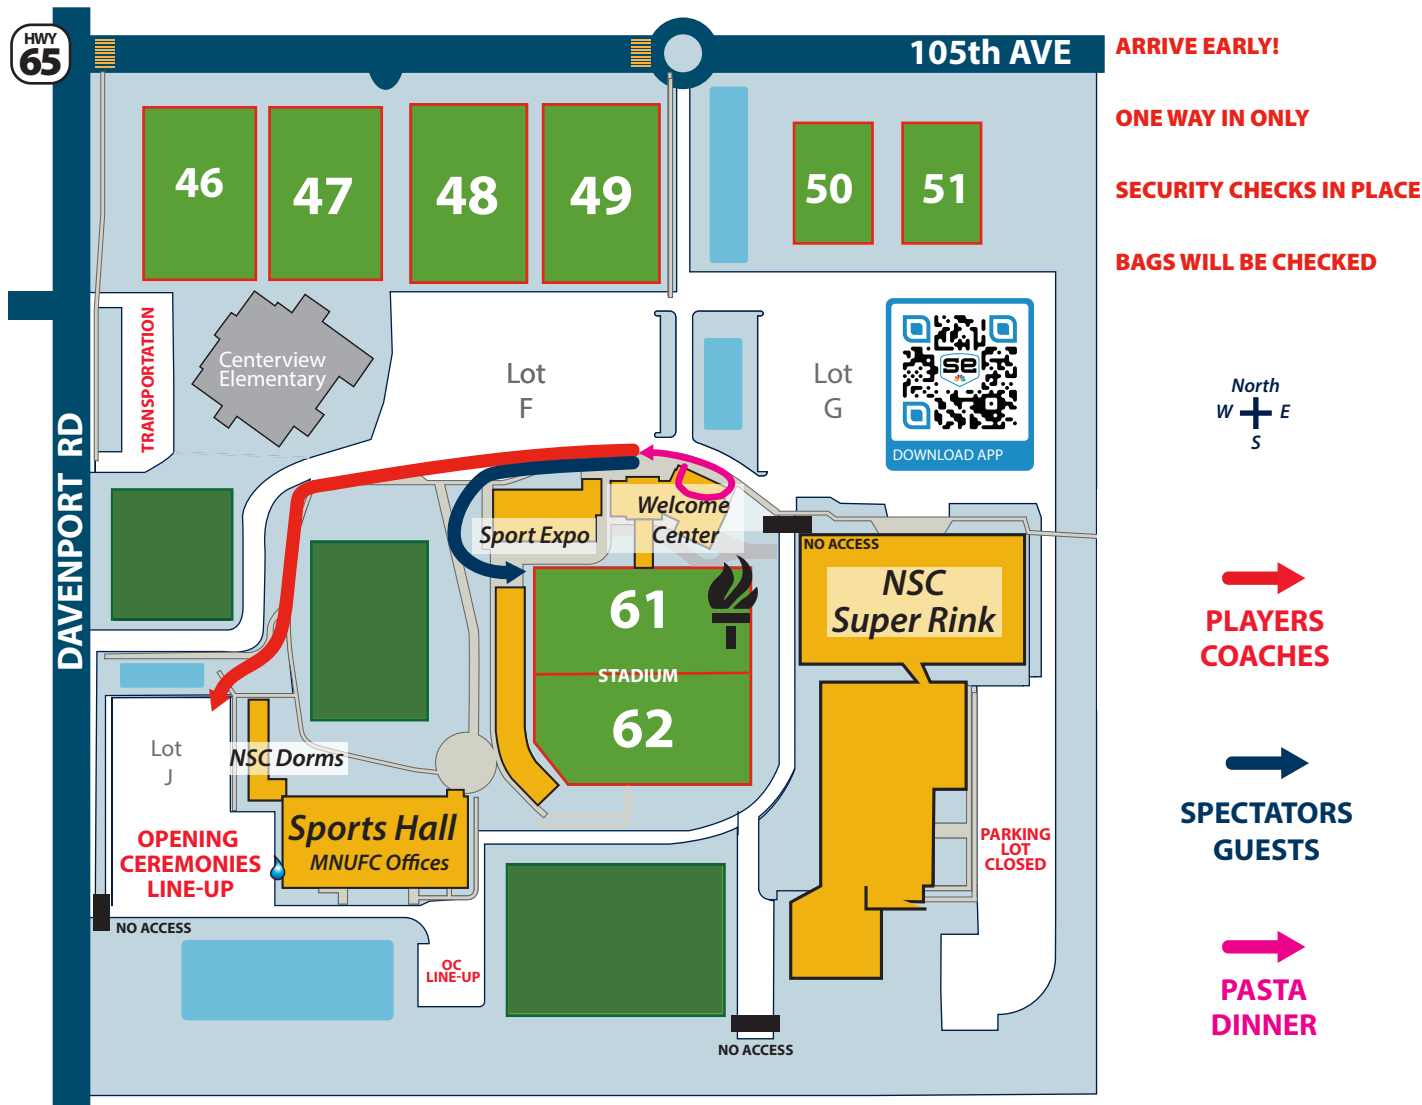 HWY
65
105th AVE
ARRIVE EARLY!
ONE WAY IN ONLY
SECURITY CHECKS IN PLACE
BAGS WILL BE CHECKED
46
47
48
49
50
51
TRANSPORTATION
Centerview
Elementary
Lot
F
Lot
G
se
DOWNLOAD APP
North
W
E
S
DAVENPORT RD
Sport Expo
Welcome
Center
NO ACCESS
NSC
Super Rink
61
STADIUM
62
PLAYERS
COACHES
Lot
J
NSC Dorms
OPENING
CEREMONIES
LINE-UP
Sports Hall
MNUFC Offices
SPECTATORS
GUESTS
PARKING
LOT
CLOSED
NO ACCESS
OC
LINE-UP
PASTA
DINNER
NO ACCESS